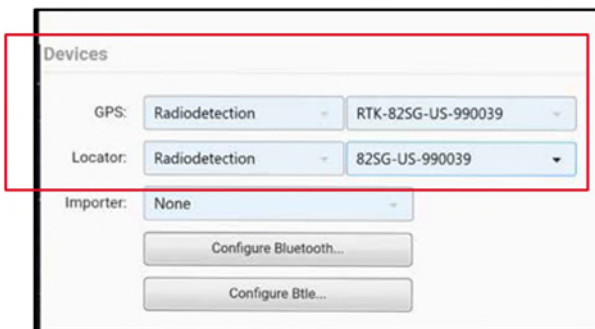 Devices
GPS: Radiodetection RTK-82SG-US-990039
Locator: Radiodetection 82SG-US-990039
Importer: None
Configure Bluetooth...
Configure Btle...